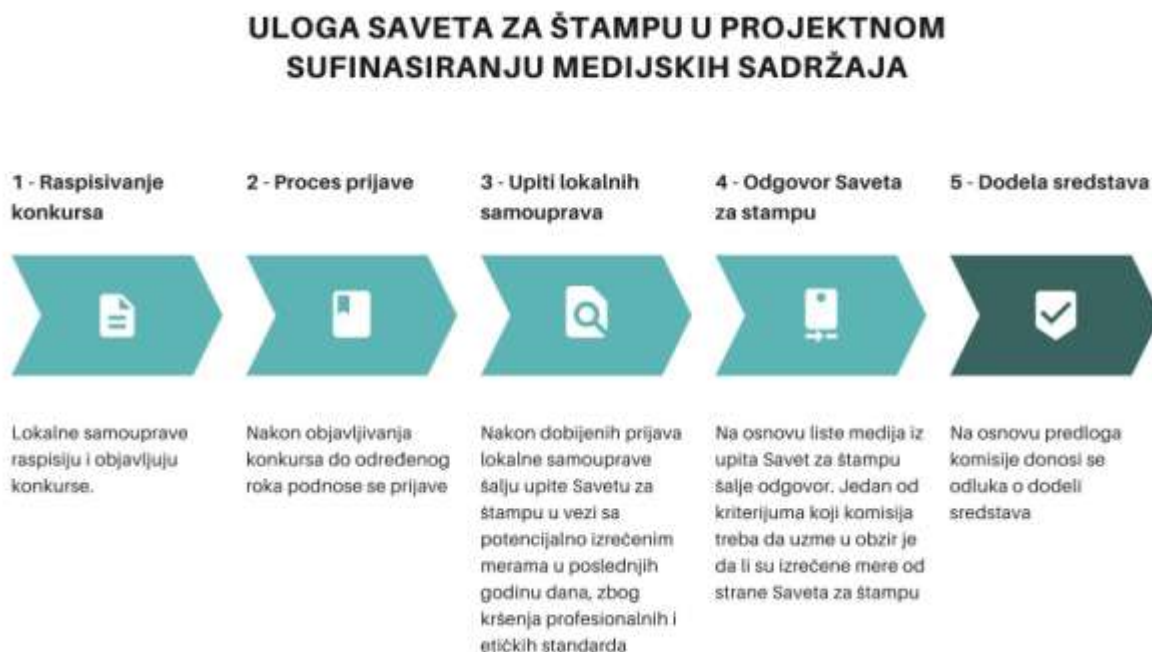 ULOGA SAVETA ZA ŠTAMPU U PROJEKTNOM
SUFINASIRANJU MEDIJSKIH SADRŽAJA
1 - Raspisivanje
konkursa
2 - Proces prijave
3 - Upiti lokalnih
samouprava
4 - Odgovor Saveta
za stampu
5 - Dodela sredstava
Lokalne samouprave
raspisiju i objavljuju
konkurse.
Nakon objavljivanja
konkursa do određenog
roka podnose se prijave
Nakon dobijenih prijava
lokalne samouprave
šalju upite Savetu za
štampu u vezi sa
potencijalno izrečenim
merama u poslednjih
godinu dana, zbog
kršenja profesionalnih i
etičkih standarda
Na osnovu liste medija iz
upita Savet za štampu
šalje odgovor. Jedan od
kriterijuma koji komisija
treba da uzme u obzir je
da li su izrečene mere od
strane Saveta za štampu
Na osnovu predloga
komisije donosi se
odluka o dodeli
sredstava